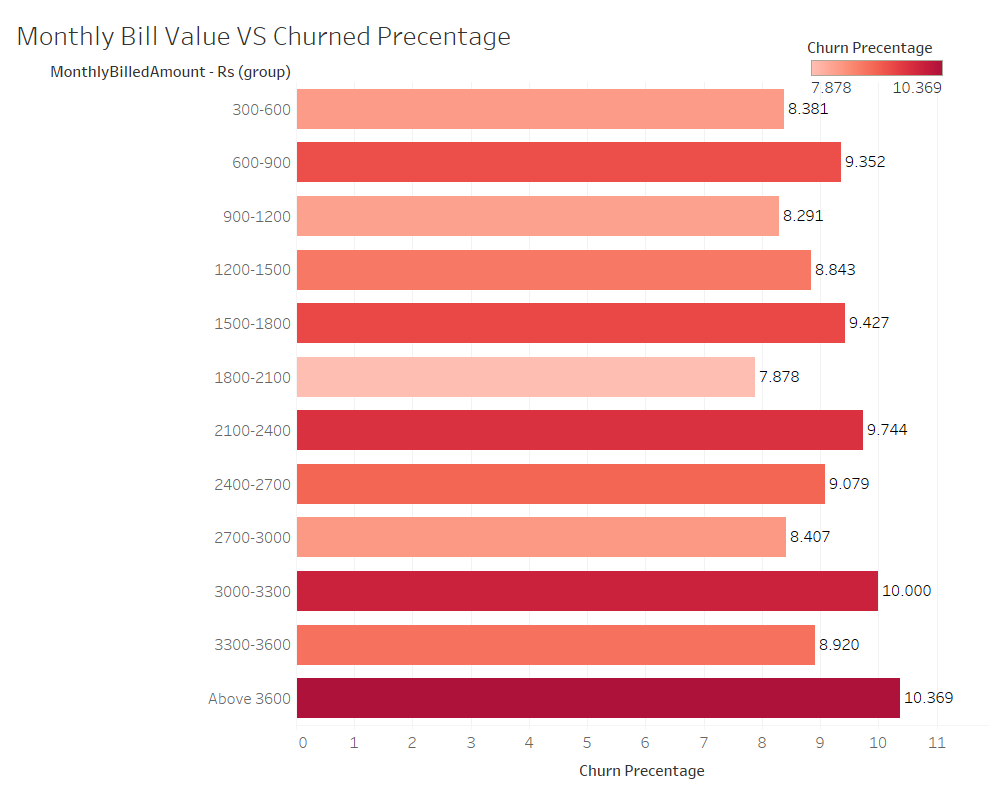 Monthly Bill Value VS Churned Precentage
Churn Precentage
7.878 10.369
MonthlyBilledAmount - Rs (group)
300-600 8.381
600-900 9.352
900-1200 8.291
1200-1500 8.843
1500-1800 9.427
1800-2100 7.878
2100-2400 9.744
2400-2700 9.079
2700-3000 8.407
3000-3300 10.000
3300-3600 8.920
Above 3600 10.369
0 1 2 3 4 5 6 7 8 9 10 11
Churn Precentage